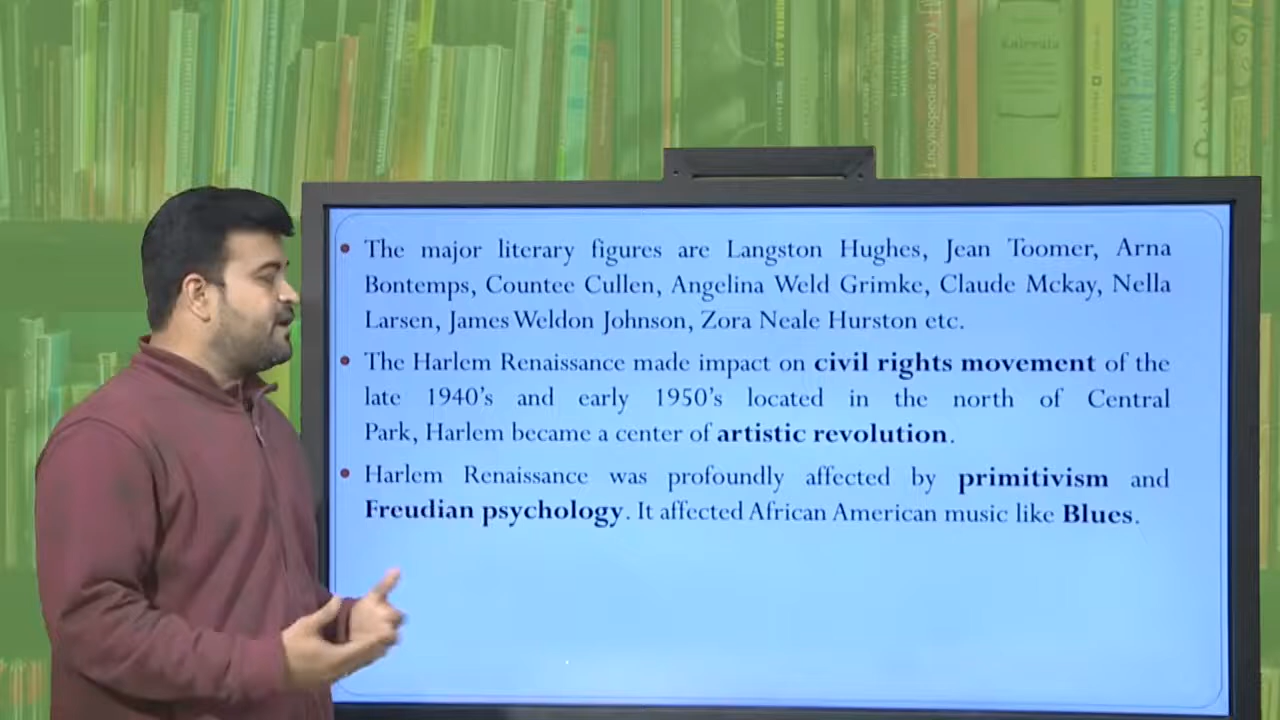 The major literary figures are Langston Hughes, Jean Toomer, Arna
Bontemps, Countee Cullen, Angelina Weld Grimke, Claude Mckay, Nella
Larsen, James Weldon Johnson, Zora Neale Hurston etc.
The Harlem Renaissance made impact on civil rights movement of the
late 1940's and early 1950's located in the north of Central
Park, Harlem became a center of artistic revolution.
Harlem Renaissance was profoundly affected by primitivism and
Freudian psychology. It affected African American music like Blues.